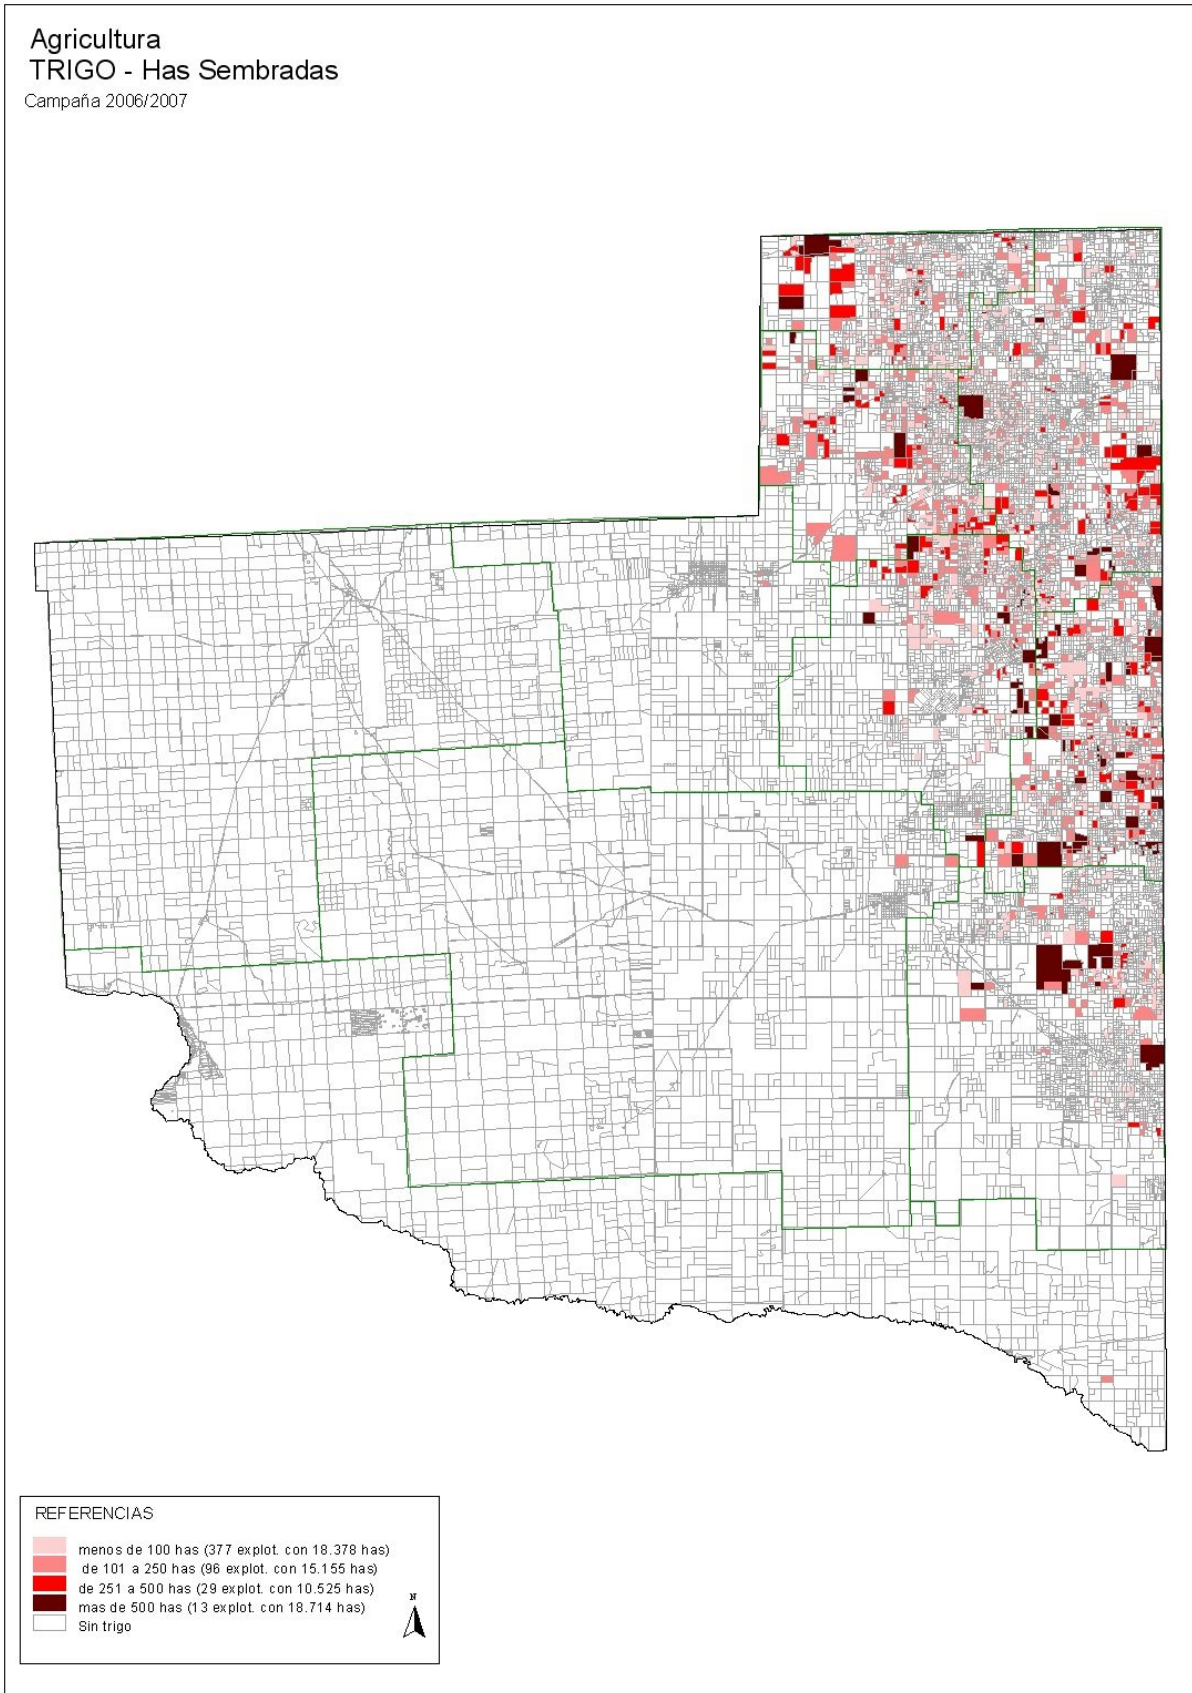 Agricultura
TRIGO - Has Sembradas
Campaña 2006/2007
REFERENCIAS
menos de 100 has (377 explot. con 18.378 has)
de 101 a 250 has (96 explot. con 15.155 has)
de 251 a 500 has (29 explot. con 10.525 has)
mas de 500 has (13 explot. con 18.714 has)
Sin trigo
N